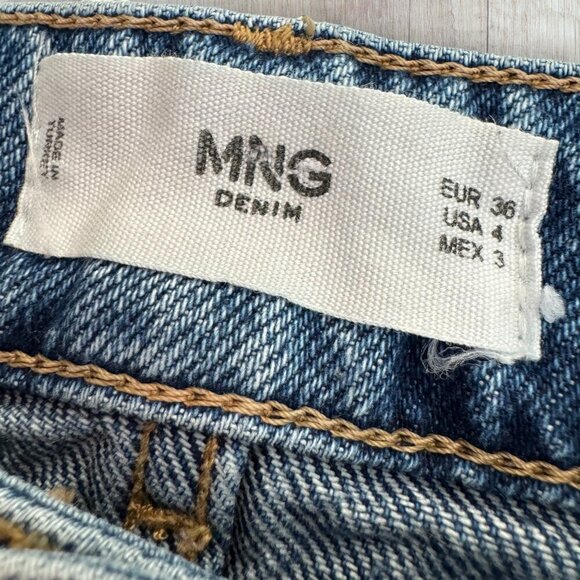 MADE IN
TURKEY
MNG
DENIM
EUR 36
USA 4
MEX 3